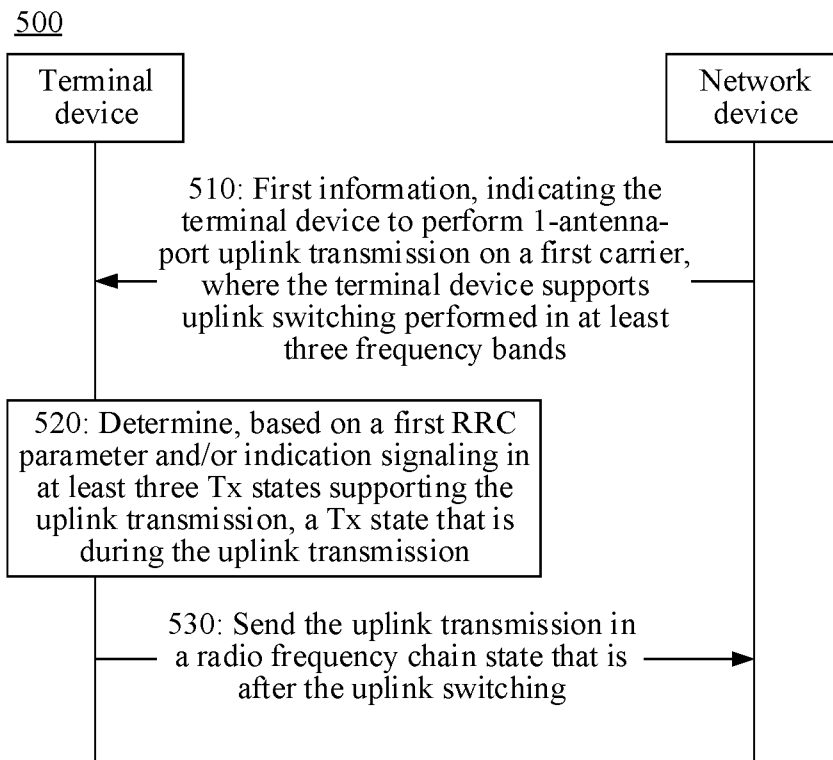 500
Terminal
device
Network
device
510: First information, indicating the
terminal device to perform 1-antenna-
port uplink transmission on a first carrier,
where the terminal device supports
uplink switching performed in at least
three frequency bands
520: Determine, based on a first RRC
parameter and/or indication signaling in
at least three Tx states supporting the
uplink transmission, a Tx state that is
during the uplink transmission
530: Send the uplink transmission in
a radio frequency chain state that is
after the uplink switching